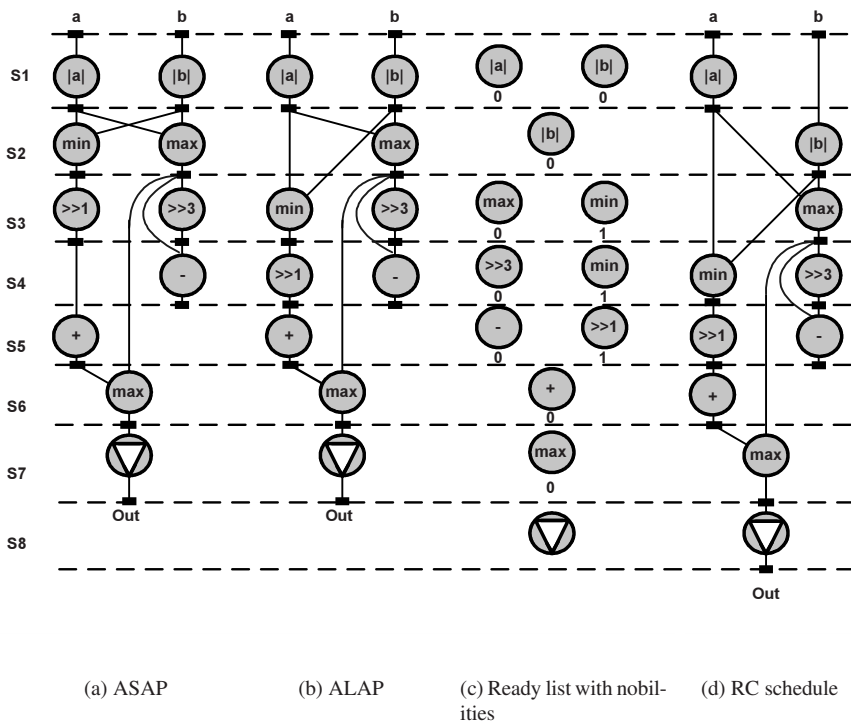 a b a b a b
S1 |a| |b| |a| |b| |a| |b| |a|
0 0
S2 min max max |b| |b|
0
S3 >>1 >>3 min >>3 max min max
0 1
S4 - >>1 - >>3 min min >>3
0 1
S5 + + - >>1 >>1 -
0 1
S6 max max + +
0
S7 max max
0
Out Out
S8
Out
(a) ASAP (b) ALAP (c) Ready list with nobil- (d) RC schedule
ities